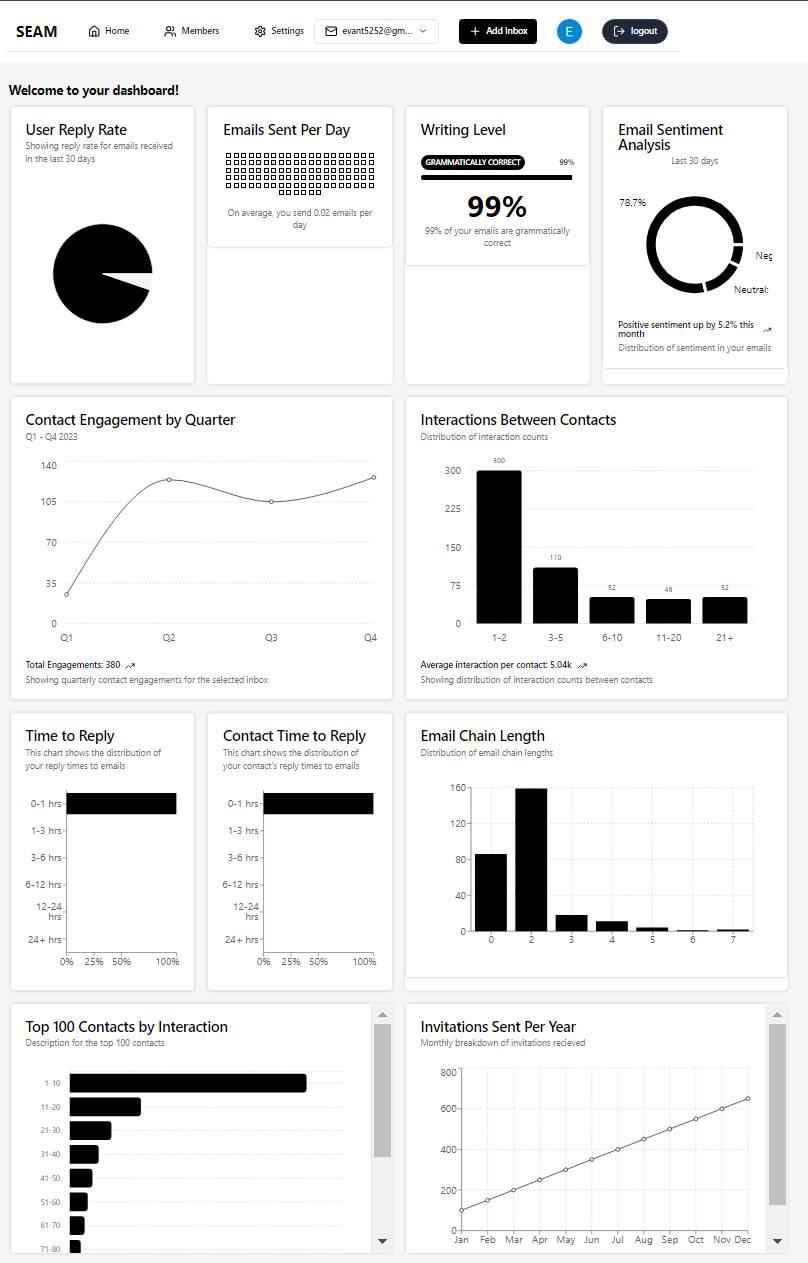 SEAM
Home
Members
Settings
evant5252@gm...
Add Inbox
E
logout
Welcome to your dashboard!
User Reply Rate
Showing reply rate for emails received
in the last 30 days
Emails Sent Per Day
On average, you send 0.02 emails per
day
Writing Level
GRAMMATICALLY CORRECT
99%
99%
99% of your emails are grammatically
correct
Email Sentiment
Analysis
Last 30 days
78.7%
Neg
Neutral:
Positive sentiment up by 5.2% this
month
Distribution of sentiment in your emails
Contact Engagement by Quarter
Q1 - Q4 2023
140
105
70
35
0
Q1 Q2 Q3 Q4
Total Engagements: 380
Showing quarterly contact engagements for the selected inbox
Interactions Between Contacts
Distribution of interaction counts
300
225
150
75
0
300
110
52
48
52
1-2 3-5 6-10 11-20 21+
Average interaction per contact: 5.04k
Showing distribution of interaction counts between contacts
Time to Reply
This chart shows the distribution of
your reply times to emails
0-1 hrs
1-3 hrs
3-6 hrs
6-12 hrs
12-24
hrs
24+ hrs
0% 25% 50% 100%
Contact Time to Reply
This chart shows the distribution of
your contact's reply times to emails
0-1 hrs
1-3 hrs
3-6 hrs
6-12 hrs
12-24
hrs
24+ hrs
0% 25% 50% 100%
Email Chain Length
Distribution of email chain lengths
160
120
80
40
0
0 2 3 4 5 6 7
Top 100 Contacts by Interaction
Description for the top 100 contacts
1-10
11-20
21-30
31-40
41-50
51-60
61-70
71-80
Invitations Sent Per Year
Monthly breakdown of invitations recieved
800
600
400
200
0
Jan Feb Mar Apr May Jun Jul Aug Sep Oct Nov Dec